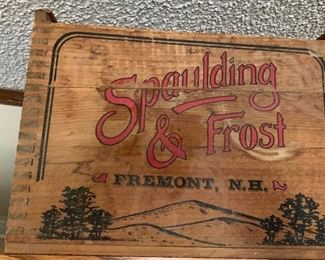 Spaulding
& Frost
~ FREMONT, N.H. ~